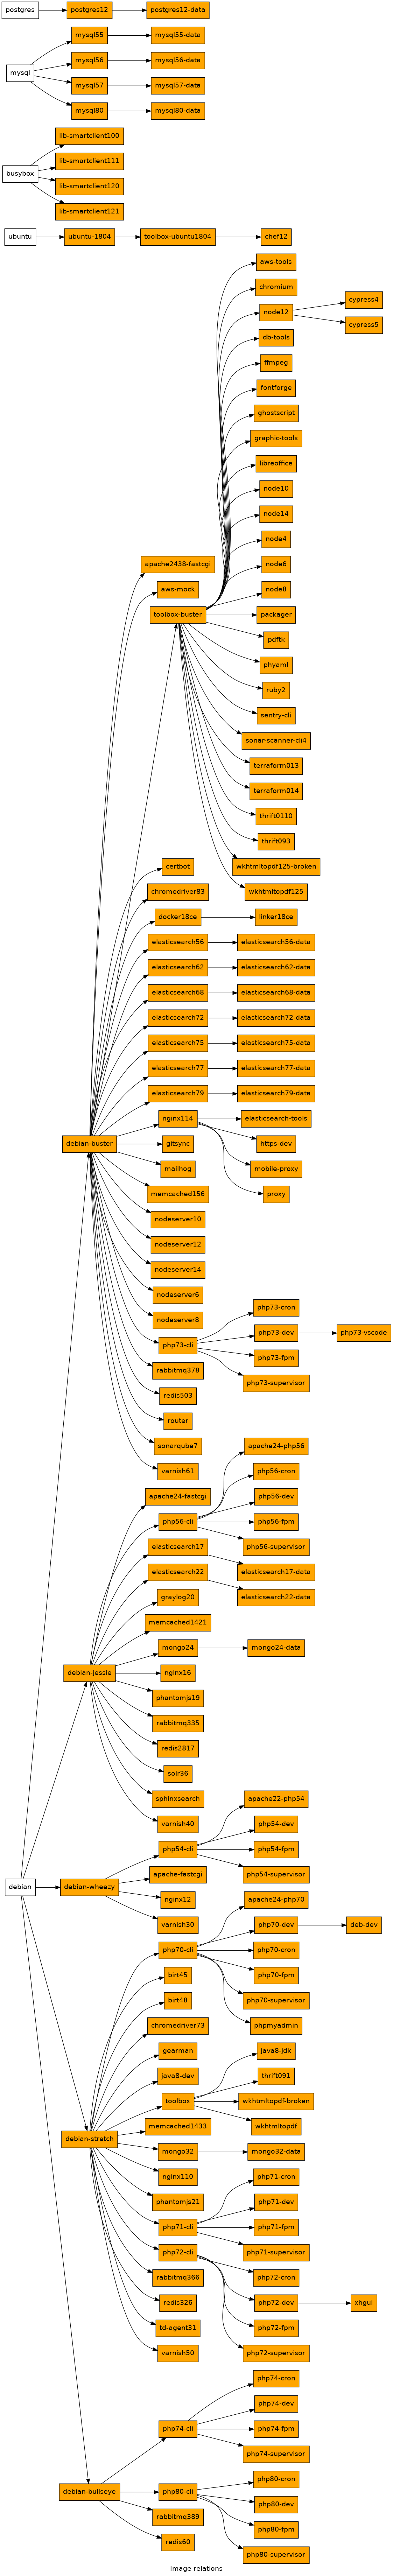 postgres
postgres12
postgres12-data
mysql
mysql55
mysql55-data
mysql56
mysql56-data
mysql57
mysql57-data
mysql80
mysql80-data
busybox
lib-smartclient100
lib-smartclient111
lib-smartclient120
lib-smartclient121
ubuntu
ubuntu-1804
toolbox-ubuntu1804
chef12
aws-tools
chromium
node12
cypress4
cypress5
db-tools
ffmpeg
fontforge
ghostscript
graphic-tools
libreoffice
node10
node14
node4
apache2438-fastcgi
node6
aws-mock
node8
toolbox-buster
packager
pdftk
phyaml
ruby2
sentry-cli
sonar-scanner-cli4
terraform013
terraform014
thrift0110
thrift093
certbot
wkhtmltopdf125-broken
chromedriver83
wkhtmltopdf125
docker18ce
linker18ce
elasticsearch56
elasticsearch56-data
elasticsearch62
elasticsearch62-data
elasticsearch68
elasticsearch68-data
elasticsearch72
elasticsearch72-data
elasticsearch75
elasticsearch75-data
elasticsearch77
elasticsearch77-data
elasticsearch79
elasticsearch79-data
nginx114
elasticsearch-tools
debian-buster
gitsync
https-dev
mailhog
mobile-proxy
memcached156
proxy
nodeserver10
nodeserver12
nodeserver14
nodeserver6
nodeserver8
php73-cli
php73-cron
php73-dev
php73-vscode
php73-fpm
rabbitmq378
php73-supervisor
redis503
router
sonarqube7
apache24-php56
varnish61
php56-cron
apache24-fastcgi
php56-dev
php56-cli
php56-fpm
elasticsearch17
php56-supervisor
elasticsearch22
elasticsearch17-data
graylog20
elasticsearch22-data
memcached1421
mongo24
mongo24-data
debian-jessie
nginx16
phantomjs19
rabbitmq335
redis2817
solr36
sphinxsearch
apache22-php54
varnish40
php54-dev
php54-cli
php54-fpm
apache-fastcgi
php54-supervisor
debian
debian-wheezy
nginx12
apache24-php70
varnish30
php70-dev
deb-dev
php70-cli
php70-cron
birt45
php70-fpm
birt48
php70-supervisor
chromedriver73
phpmyadmin
gearman
java8-jdk
java8-dev
thrift091
toolbox
wkhtmltopdf-broken
memcached1433
wkhtmltopdf
debian-stretch
mongo32
mongo32-data
nginx110
php71-cron
phantomjs21
php71-dev
php71-cli
php71-fpm
php72-cli
php71-supervisor
rabbitmq366
php72-cron
redis326
php72-dev
xhgui
td-agent31
php72-fpm
varnish50
php72-supervisor
php74-cron
php74-dev
php74-cli
php74-fpm
php74-supervisor
php80-cron
debian-bullseye
php80-cli
php80-dev
rabbitmq389
php80-fpm
redis60
php80-supervisor
Image relations